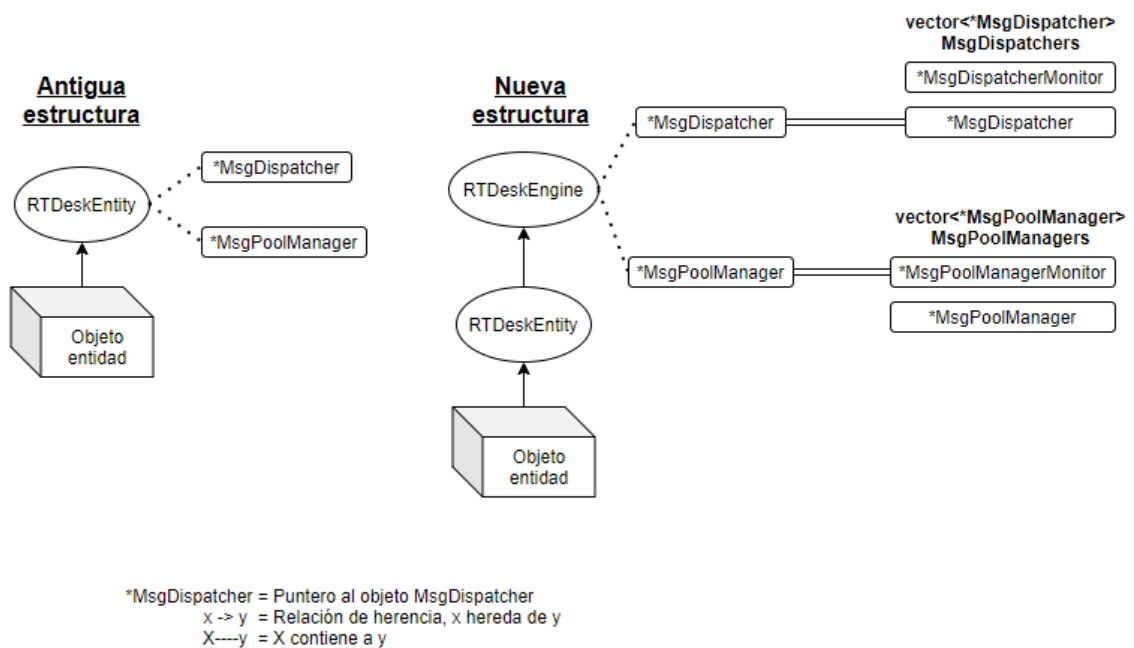 Antigua
estructura
RTDeskEntity
*MsgDispatcher
*MsgPoolManager
Objeto
entidad
Nueva
estructura
RTDeskEngine
*MsgDispatcher
*MsgPoolManager
RTDeskEntity
Objeto
entidad
vector<*MsgDispatcher>
MsgDispatchers
*MsgDispatcherMonitor
*MsgDispatcher
vector<*MsgPoolManager>
MsgPoolManagers
*MsgPoolManagerMonitor
*MsgPoolManager
*MsgDispatcher = Puntero al objeto MsgDispatcher
x -> y = Relación de herencia, x hereda de y
X----y = X contiene a y